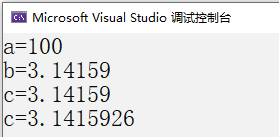 Microsoft Visual Studio 调试控制台
a=100
b=3.14159
c=3.14159
c=3.1415926